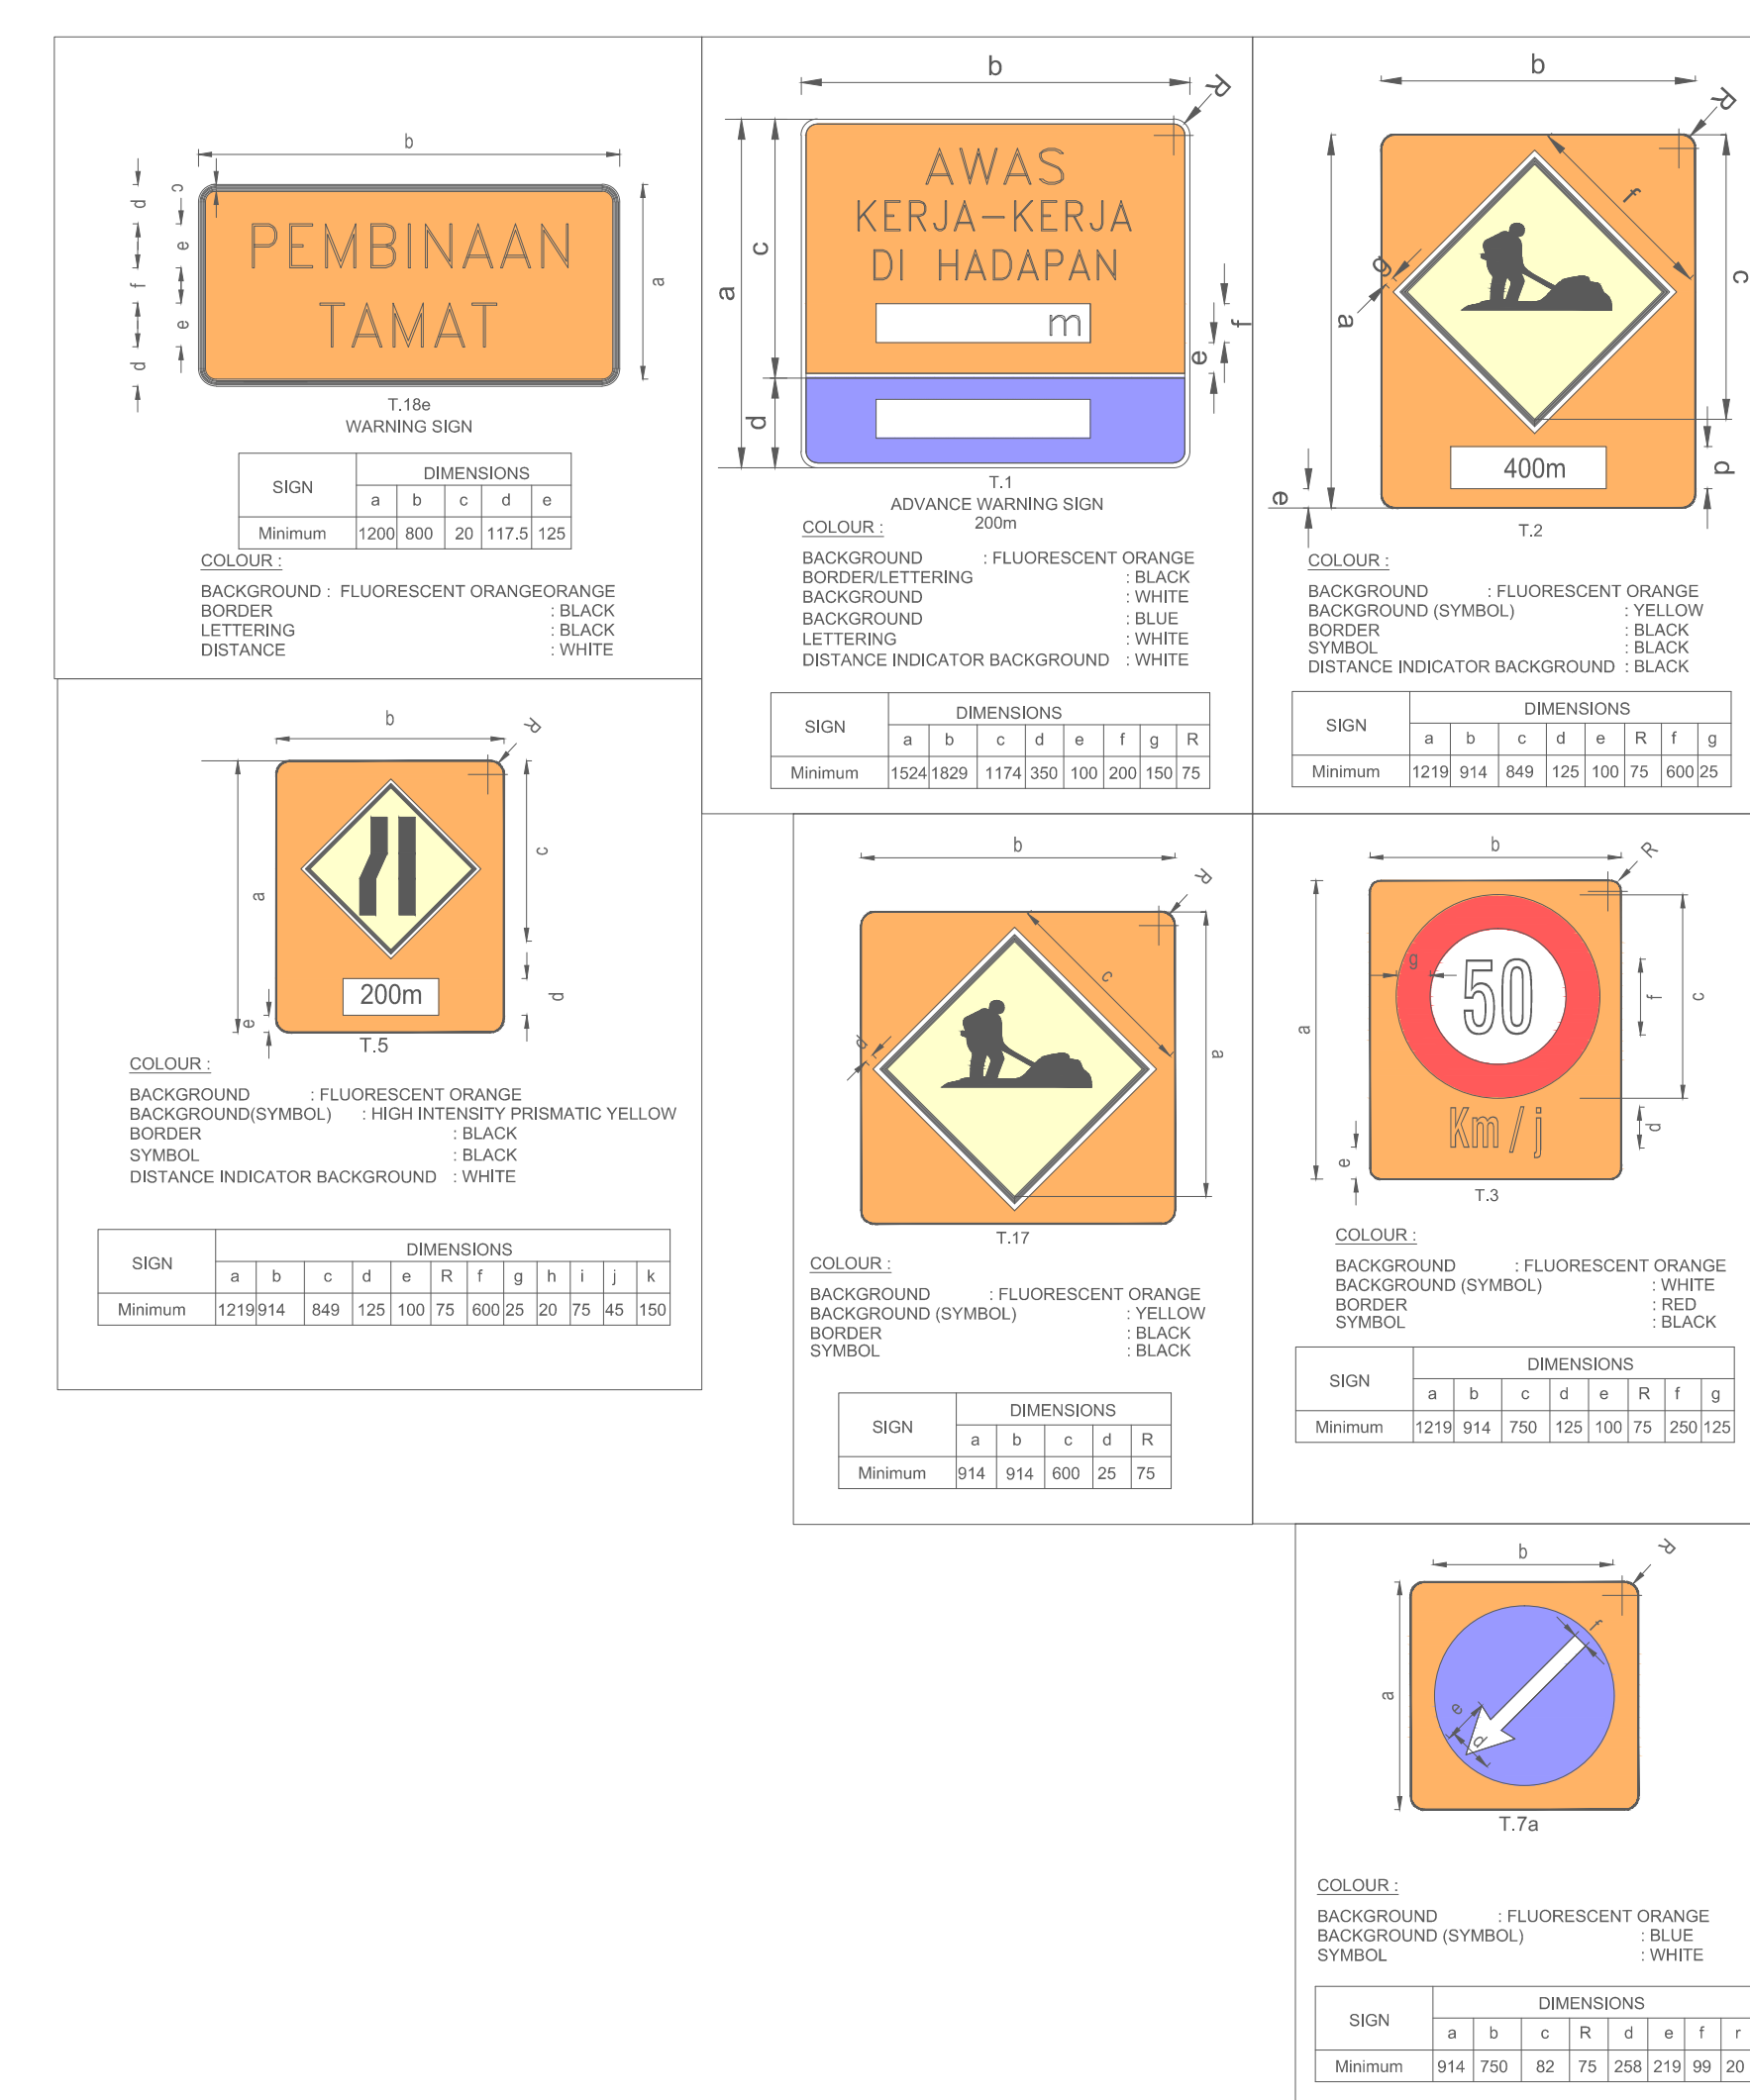 b
c
d
e
f
e
d
a
PEMBINAAN
TAMAT
T.18e
WARNING SIGN
SIGN DIMENSIONS
a b c d e
Minimum 1200 800 20 117.5 125
COLOUR :
BACKGROUND : FLUORESCENT ORANGEORANGE
BORDER : BLACK
LETTERING : BLACK
DISTANCE : WHITE
b
R
a
c
d
e
f
AWAS
KERJA-KERJA
DI HADAPAN
m
T.1
ADVANCE WARNING SIGN
200m
COLOUR :
BACKGROUND : FLUORESCENT ORANGE
BORDER/LETTERING : BLACK
BACKGROUND : WHITE
BACKGROUND : BLUE
LETTERING : WHITE
DISTANCE INDICATOR BACKGROUND : WHITE
SIGN DIMENSIONS
a b c d e f g R
Minimum 1524 1829 1174 350 100 200 150 75
b
R
f
g
a
c
d
e
400m
T.2
COLOUR :
BACKGROUND : FLUORESCENT ORANGE
BACKGROUND (SYMBOL) : YELLOW
BORDER : BLACK
SYMBOL : BLACK
DISTANCE INDICATOR BACKGROUND : BLACK
SIGN DIMENSIONS
a b c d e R f g
Minimum 1219 914 849 125 100 75 600 25
b
R
a
c
d
e
200m
T.5
COLOUR :
BACKGROUND : FLUORESCENT ORANGE
BACKGROUND(SYMBOL) : HIGH INTENSITY PRISMATIC YELLOW
BORDER : BLACK
SYMBOL : BLACK
DISTANCE INDICATOR BACKGROUND : WHITE
SIGN DIMENSIONS
a b c d e R f g h i j k
Minimum 1219 914 849 125 100 75 600 25 20 75 45 150
b
R
c
d
a
T.17
COLOUR :
BACKGROUND : FLUORESCENT ORANGE
BACKGROUND (SYMBOL) : YELLOW
BORDER : BLACK
SYMBOL : BLACK
SIGN DIMENSIONS
a b c d R
Minimum 914 914 600 25 75
b
R
g
f
c
a
d
e
50
Km/j
T.3
COLOUR :
BACKGROUND : FLUORESCENT ORANGE
BACKGROUND (SYMBOL) : WHITE
BORDER : RED
SYMBOL : BLACK
SIGN DIMENSIONS
a b c d e R f g
Minimum 1219 914 750 125 100 75 250 125
b
R
f
a
e
d
T.7a
COLOUR :
BACKGROUND : FLUORESCENT ORANGE
BACKGROUND (SYMBOL) : BLUE
SYMBOL : WHITE
SIGN DIMENSIONS
a b c R d e f r
Minimum 914 750 82 75 258 219 99 20